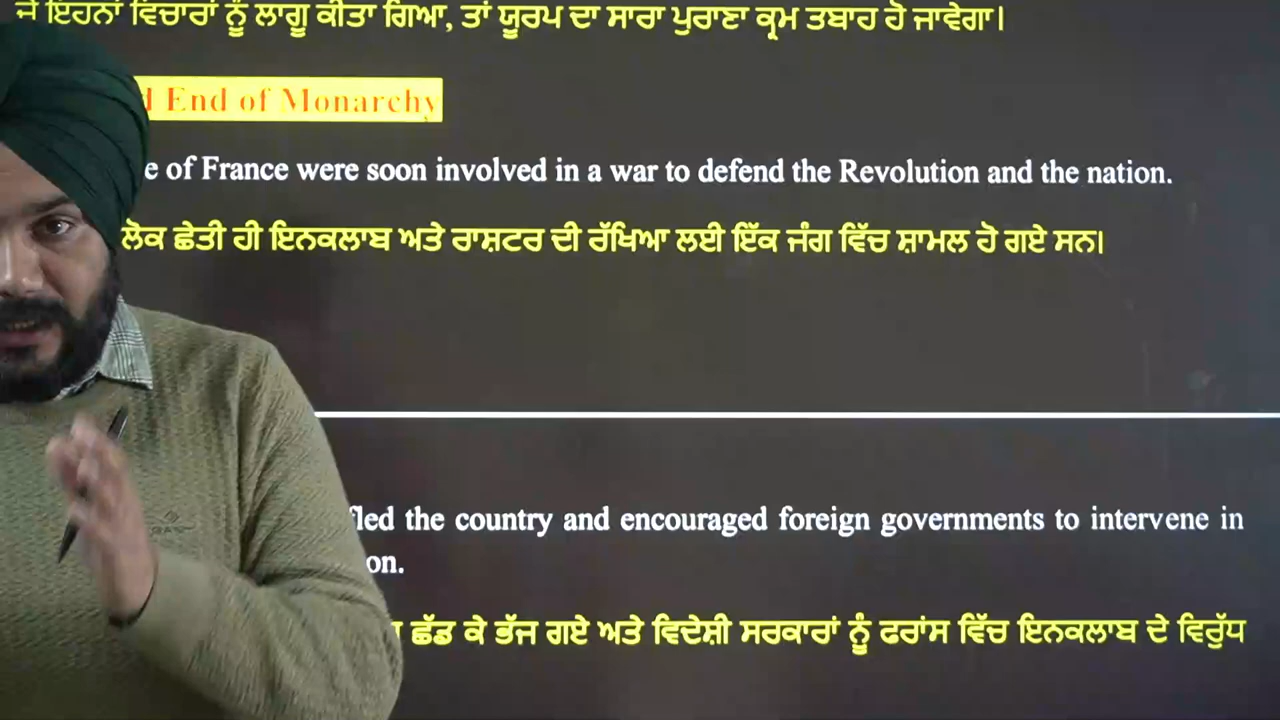 ਜੇ ਇਹਨਾਂ ਵਿਚਾਰਾਂ ਨੂੰ ਲਾਗੂ ਕੀਤਾ ਗਿਆ, ਤਾਂ ਯੂਰਪ ਦਾ ਸਾਰਾ ਪੁਰਾਣਾ ਕ੍ਰਮ ਤਬਾਹ ਹੋ ਜਾਵੇਗਾ।
End of Monarchy
of France were soon involved in a war to defend the Revolution and the nation.
ਲੋਕ ਛੇਤੀ ਹੀ ਇਨਕਲਾਬ ਅਤੇ ਰਾਸ਼ਟਰ ਦੀ ਰੱਖਿਆ ਲਈ ਇੱਕ ਜੰਗ ਵਿੱਚ ਸ਼ਾਮਲ ਹੋ ਗਏ ਸਨ।
fled the country and encouraged foreign governments to intervene in
on.
ਛੱਡ ਕੇ ਭੱਜ ਗਏ ਅਤੇ ਵਿਦੇਸ਼ੀ ਸਰਕਾਰਾਂ ਨੂੰ ਫਰਾਂਸ ਵਿੱਚ ਇਨਕਲਾਬ ਦੇ ਵਿਰੁੱਧ